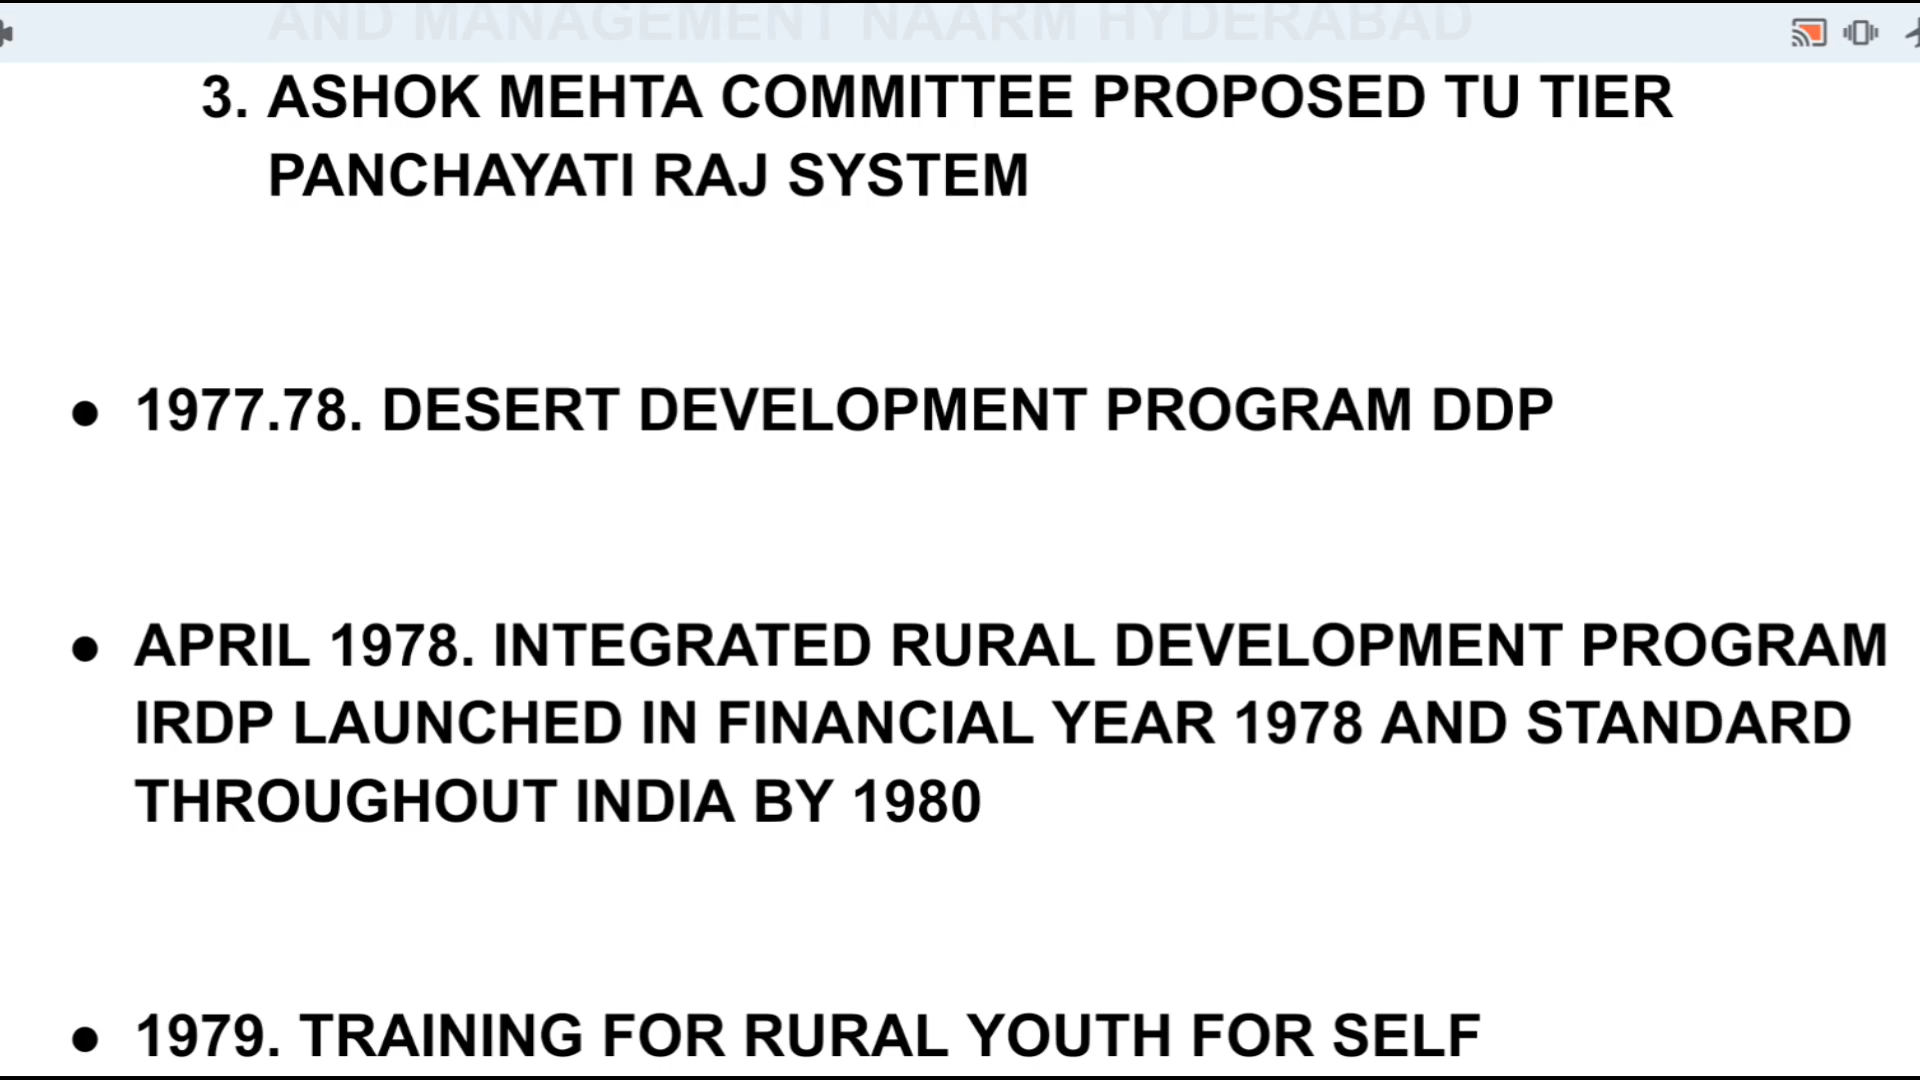 AND MANAGEMENT NAARM HYDERABAD
3. ASHOK MEHTA COMMITTEE PROPOSED TU TIER
PANCHAYATI RAJ SYSTEM
● 1977.78. DESERT DEVELOPMENT PROGRAM DDP
● APRIL 1978. INTEGRATED RURAL DEVELOPMENT PROGRAM
IRDP LAUNCHED IN FINANCIAL YEAR 1978 AND STANDARD
THROUGHOUT INDIA BY 1980
● 1979. TRAINING FOR RURAL YOUTH FOR SELF